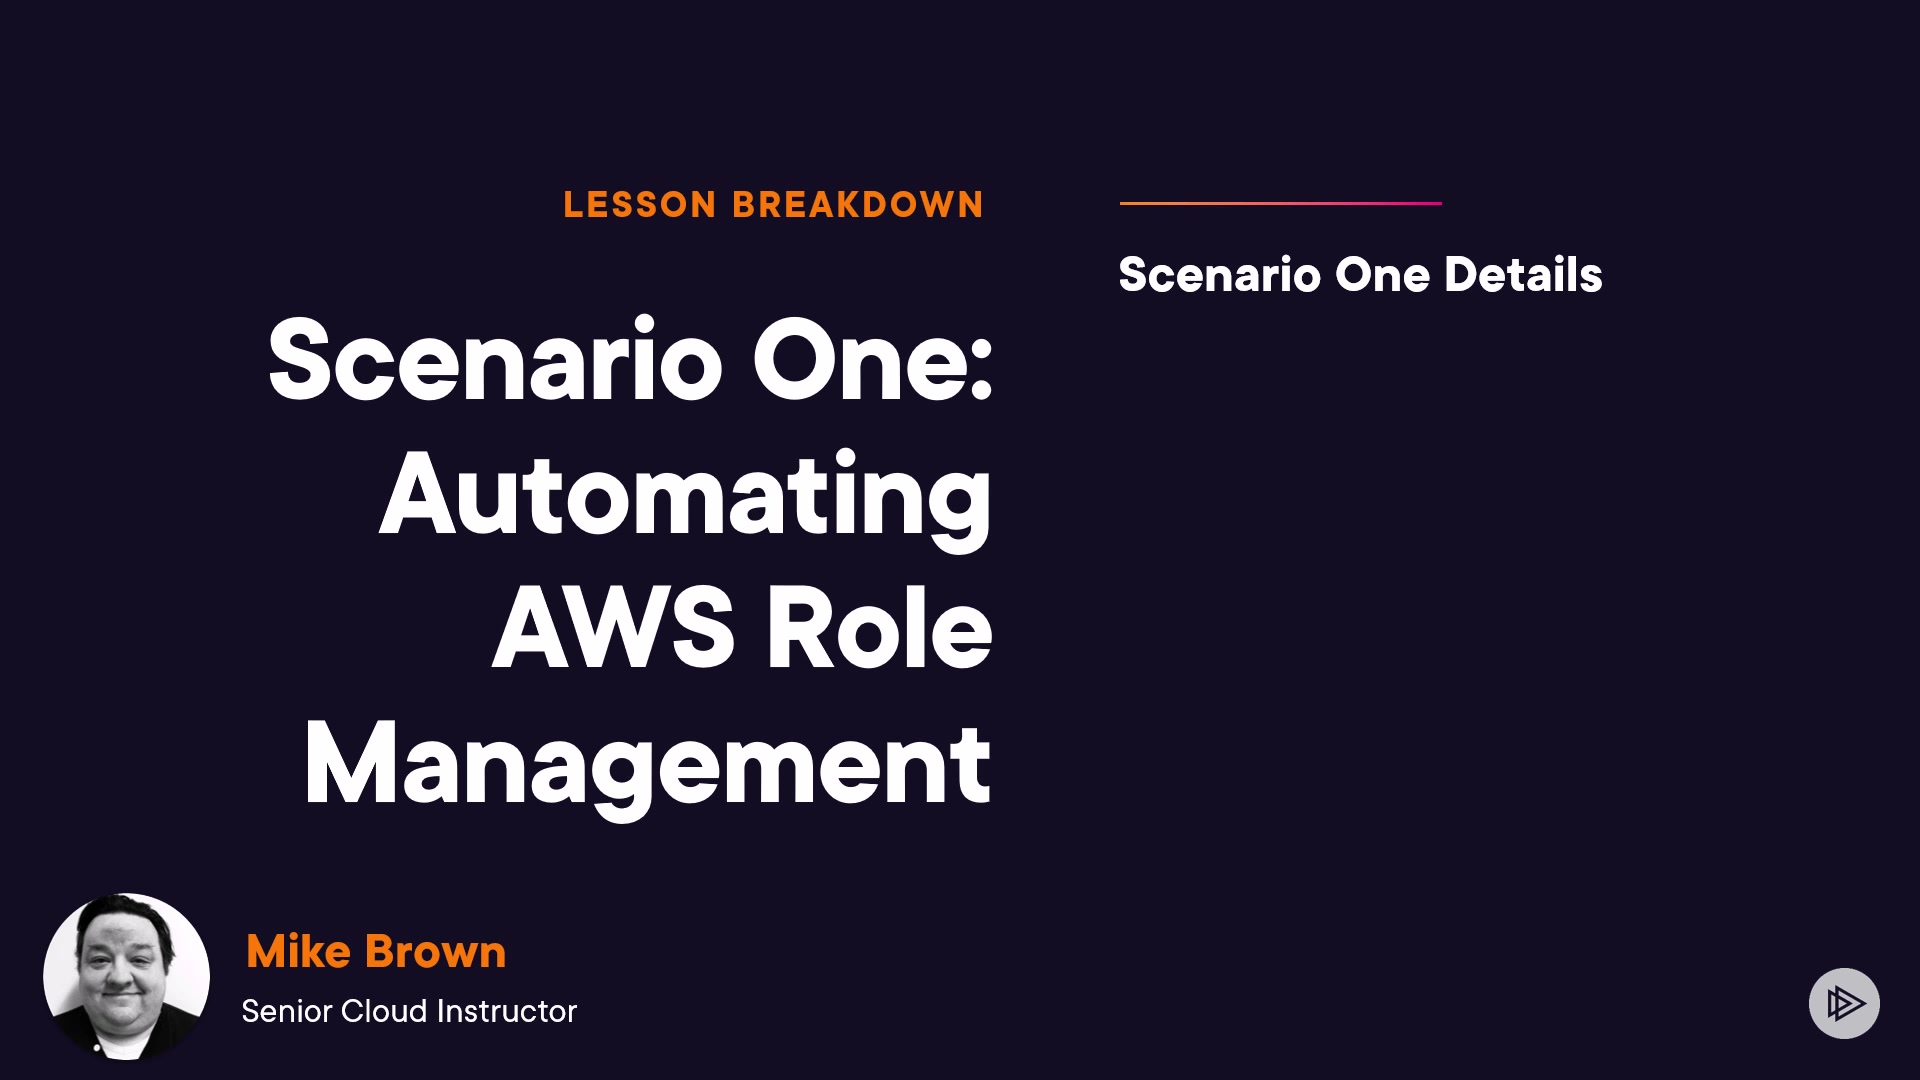 LESSON BREAKDOWN
Scenario One:
Automating
AWS Role
Management
Scenario One Details
Mike Brown
Senior Cloud Instructor